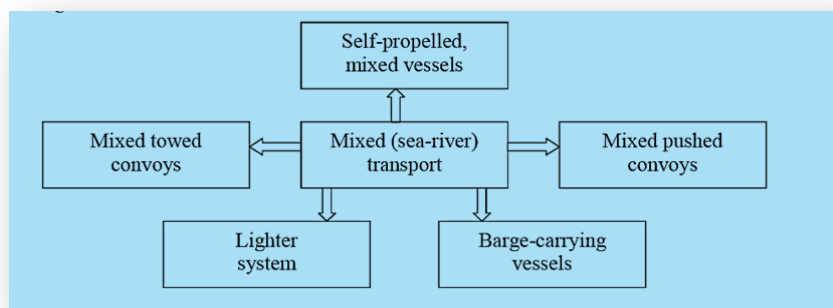 Self-propelled,
mixed vessels
Mixed towed
convoys
Mixed (sea-river)
transport
Mixed pushed
convoys
Lighter
system
Barge-carrying
vessels